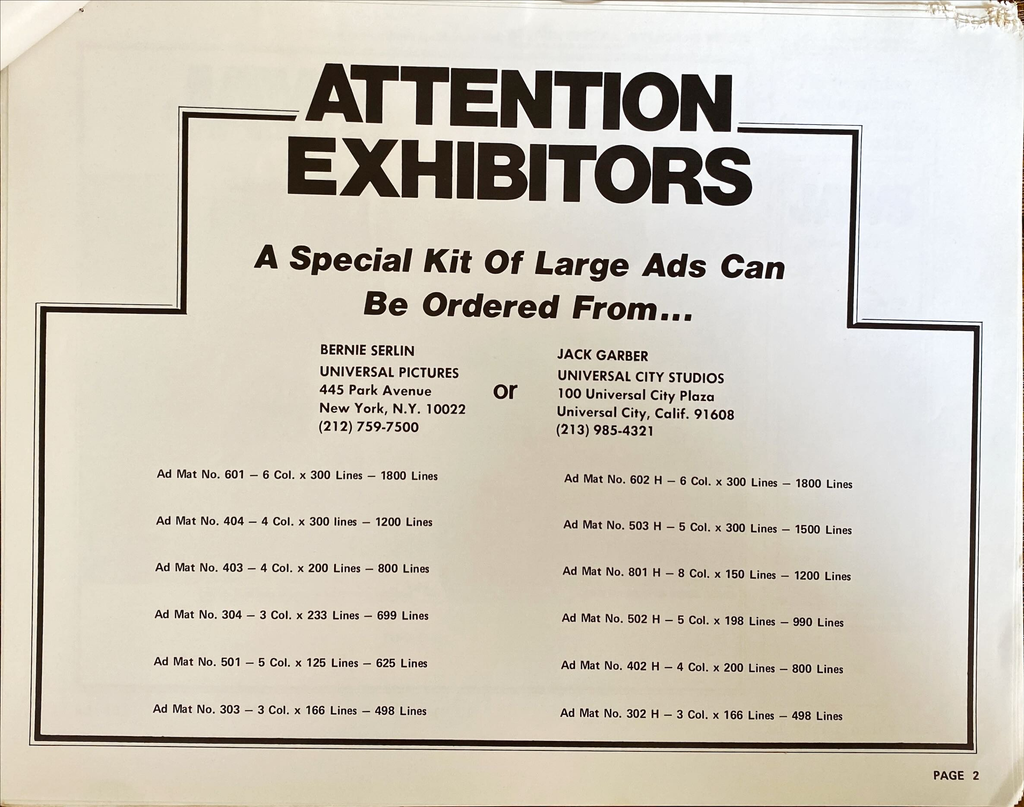 ATTENTION
EXHIBITORS
A Special Kit Of Large Ads Can
Be Ordered From...
BERNIE SERLIN
UNIVERSAL PICTURES
445 Park Avenue
New York, N.Y. 10022
(212) 759-7500
or
JACK GARBER
UNIVERSAL CITY STUDIOS
100 Universal City Plaza
Universal City, Calif. 91608
(213) 985-4321
Ad Mat No. 601 – 6 Col. x 300 Lines – 1800 Lines
Ad Mat No. 404 – 4 Col. x 300 lines – 1200 Lines
Ad Mat No. 403 – 4 Col. x 200 Lines – 800 Lines
Ad Mat No. 304 – 3 Col. x 233 Lines – 699 Lines
Ad Mat No. 501 – 5 Col. x 125 Lines – 625 Lines
Ad Mat No. 303 – 3 Col. x 166 Lines – 498 Lines
Ad Mat No. 602 H – 6 Col. x 300 Lines – 1800 Lines
Ad Mat No. 503 H – 5 Col. x 300 Lines – 1500 Lines
Ad Mat No. 801 H – 8 Col. x 150 Lines – 1200 Lines
Ad Mat No. 502 H – 5 Col. x 198 Lines – 990 Lines
Ad Mat No. 402 H – 4 Col. x 200 Lines – 800 Lines
Ad Mat No. 302 H – 3 Col. x 166 Lines – 498 Lines
PAGE 2